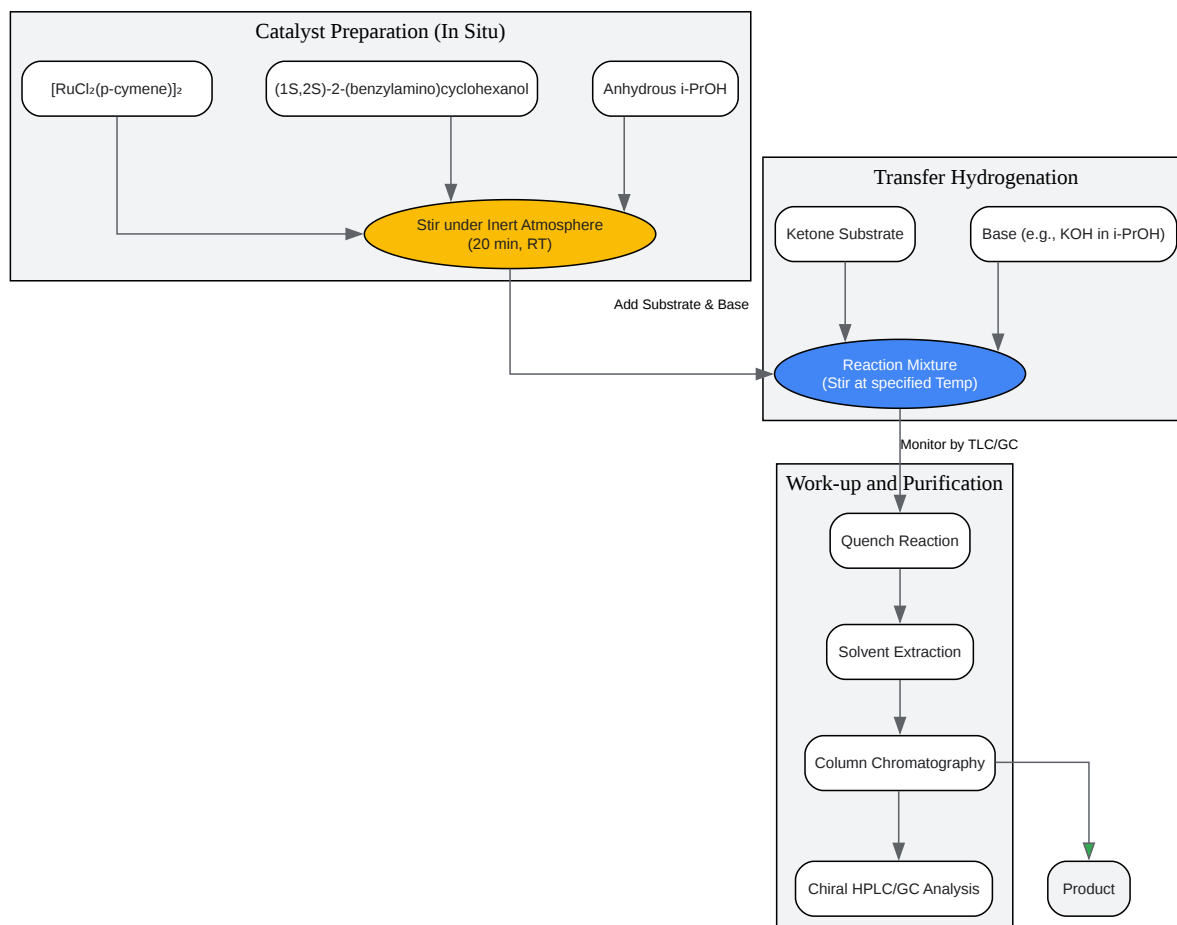 Catalyst Preparation (In Situ)
[RuCl₂(p-cymene)]₂
(1S,2S)-2-(benzylamino)cyclohexanol
Anhydrous i-PrOH
Stir under Inert Atmosphere
(20 min, RT)
Add Substrate & Base
Transfer Hydrogenation
Ketone Substrate
Base (e.g., KOH in i-PrOH)
Reaction Mixture
(Stir at specified Temp)
Monitor by TLC/GC
Work-up and Purification
Quench Reaction
Solvent Extraction
Column Chromatography
Chiral HPLC/GC Analysis
Product